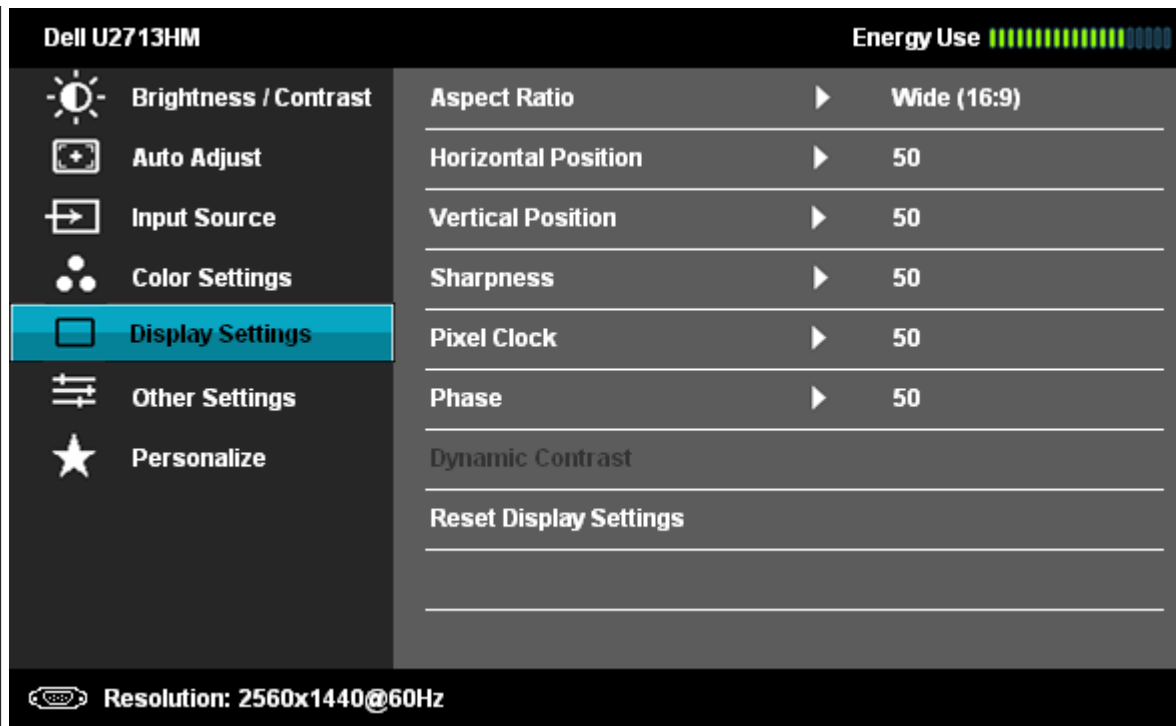 Dell U2713HM Energy Use
Brightness / Contrast Aspect Ratio Wide (16:9)
Auto Adjust Horizontal Position 50
Input Source Vertical Position 50
Color Settings Sharpness 50
Display Settings Pixel Clock 50
Other Settings Phase 50
Personalize Dynamic Contrast
Reset Display Settings
Resolution: 2560x1440@60Hz